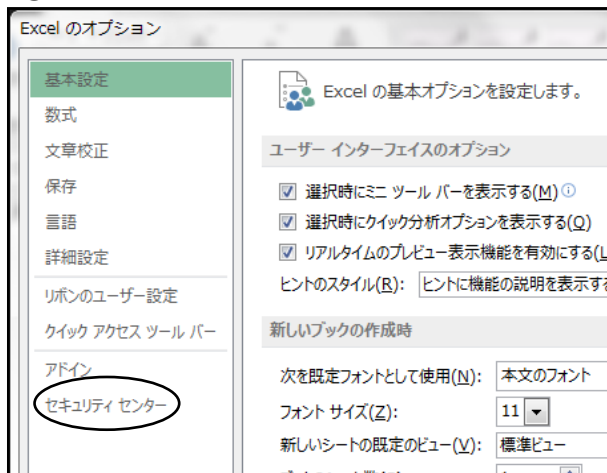 Excel のオプション
基本設定
数式
文章校正
保存
言語
詳細設定
リボンのユーザー設定
クイック アクセス ツール バー
アドイン
セキュリティ センター
Excel の基本オプションを設定します。
ユーザー インターフェイスのオプション
選択時にミニ ツール バーを表示する(M)
選択時にクイック分析オプションを表示する(Q)
リアルタイムのプレビュー表示機能を有効にする(L
ヒントのスタイル(R): ヒントに機能の説明を表示する
新しいブックの作成時
次を既定フォントとして使用(N): 本文のフォント
フォント サイズ(Z): 11
新しいシートの既定のビュー(V): 標準ビュー